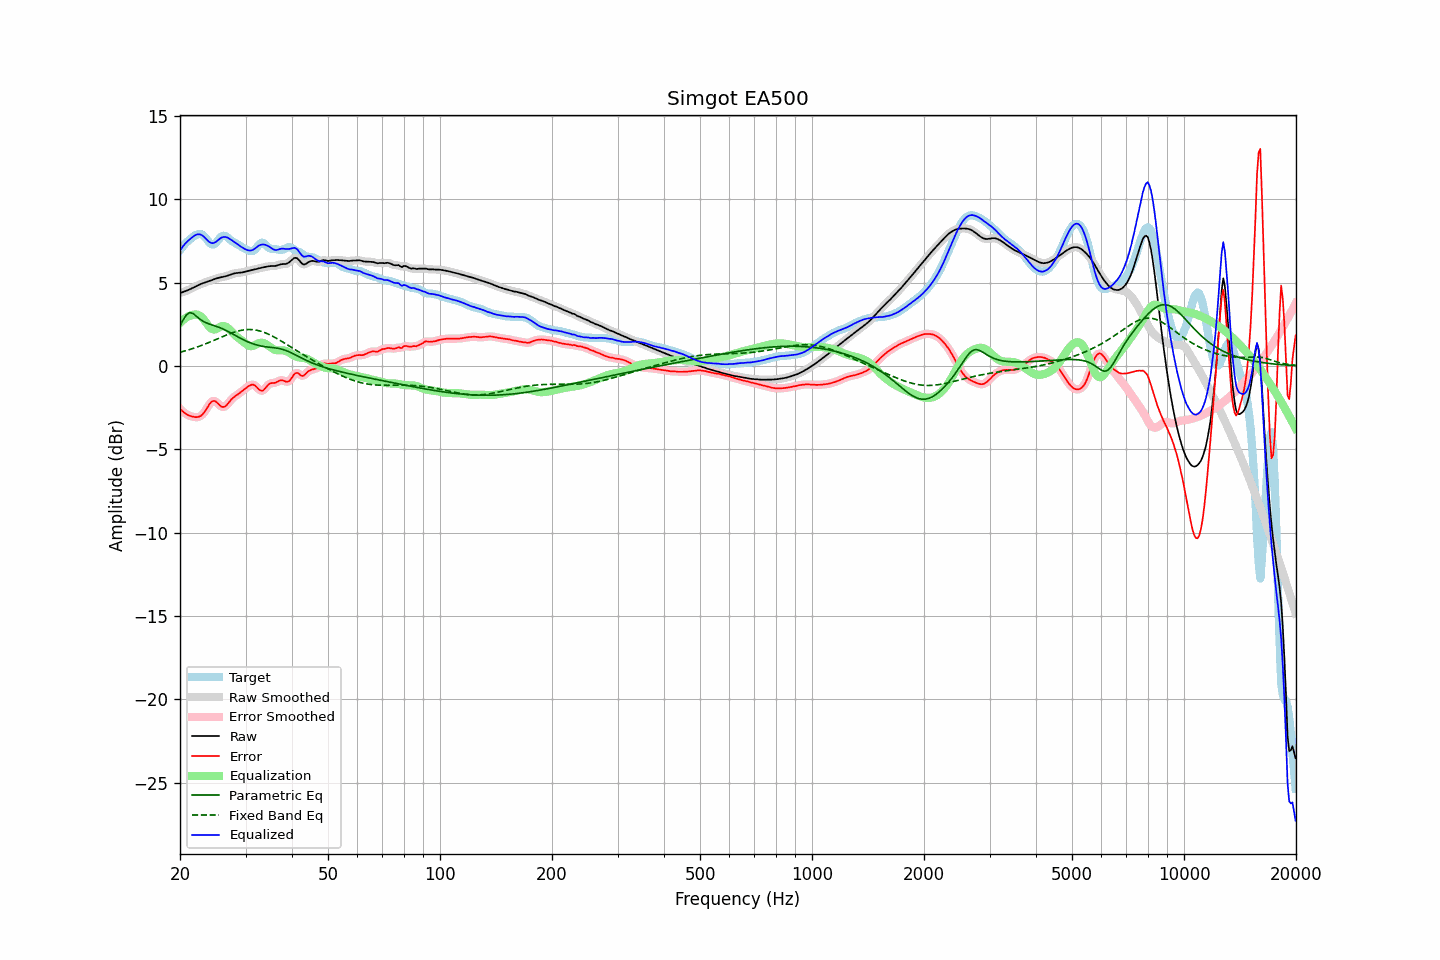 Simgot EA500
15
10
5
0
−5
−10
−15
−20
−25
Amplitude (dBr)
Target
Raw Smoothed
Error Smoothed
Raw
Error
Equalization
Parametric Eq
Fixed Band Eq
Equalized
20 50 100 200 500 1000 2000 5000 10000 20000
Frequency (Hz)